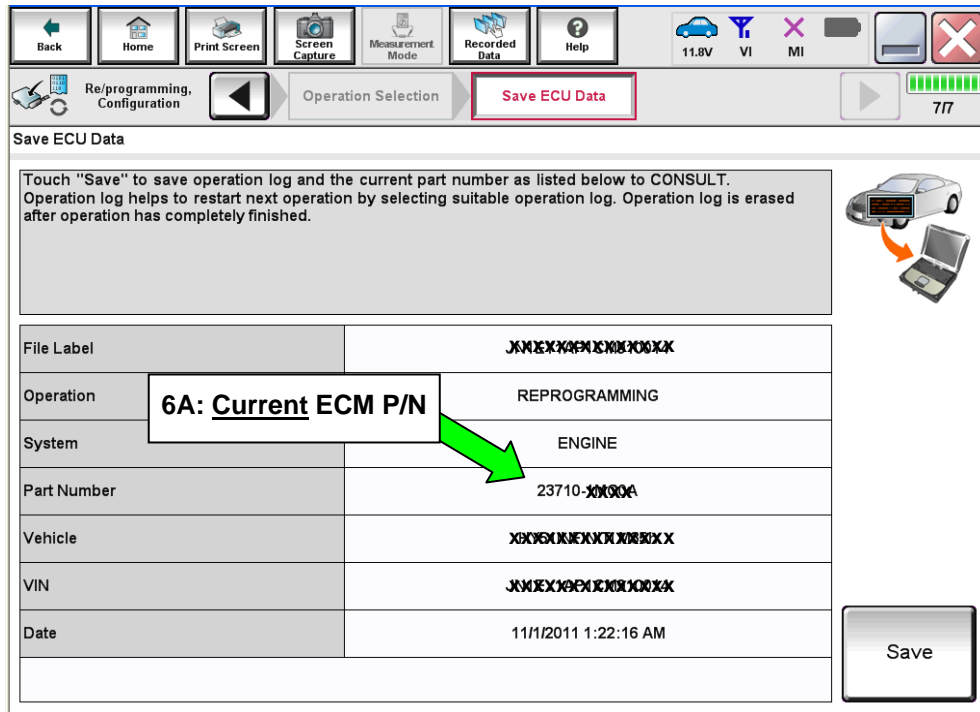 Back
Home
Print Screen
Screen Capture
Measurement Mode
Recorded Data
Help
11.8V
VI
MI
Re/programming, Configuration
Operation Selection
Save ECU Data
7/7
Save ECU Data
Touch "Save" to save operation log and the current part number as listed below to CONSULT.
Operation log helps to restart next operation by selecting suitable operation log. Operation log is erased
after operation has completely finished.
File Label
Operation REPROGRAMMING
6A: Current ECM P/N
System ENGINE
Part Number 23710-
Vehicle
VIN
Date 11/1/2011 1:22:16 AM
Save